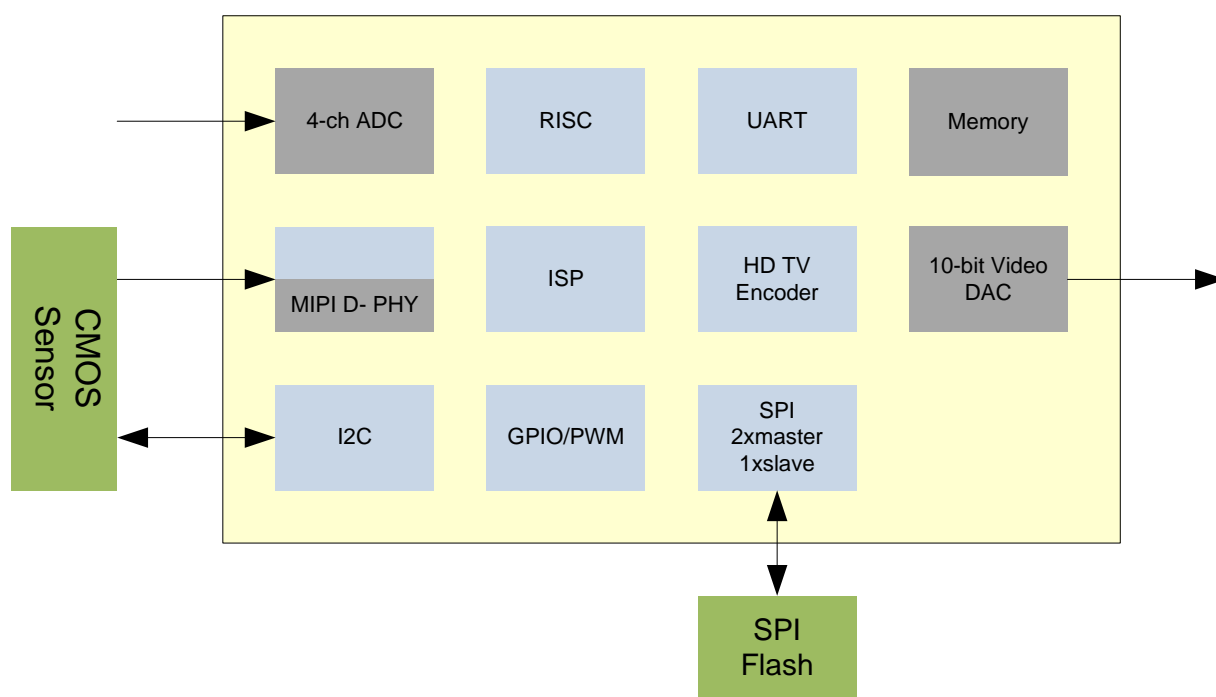 4-ch ADC
RISC
UART
Memory
CMOS
Sensor
MIPI D- PHY
ISP
HD TV
Encoder
10-bit Video
DAC
I2C
GPIO/PWM
SPI
2xmaster
1xslave
SPI
Flash